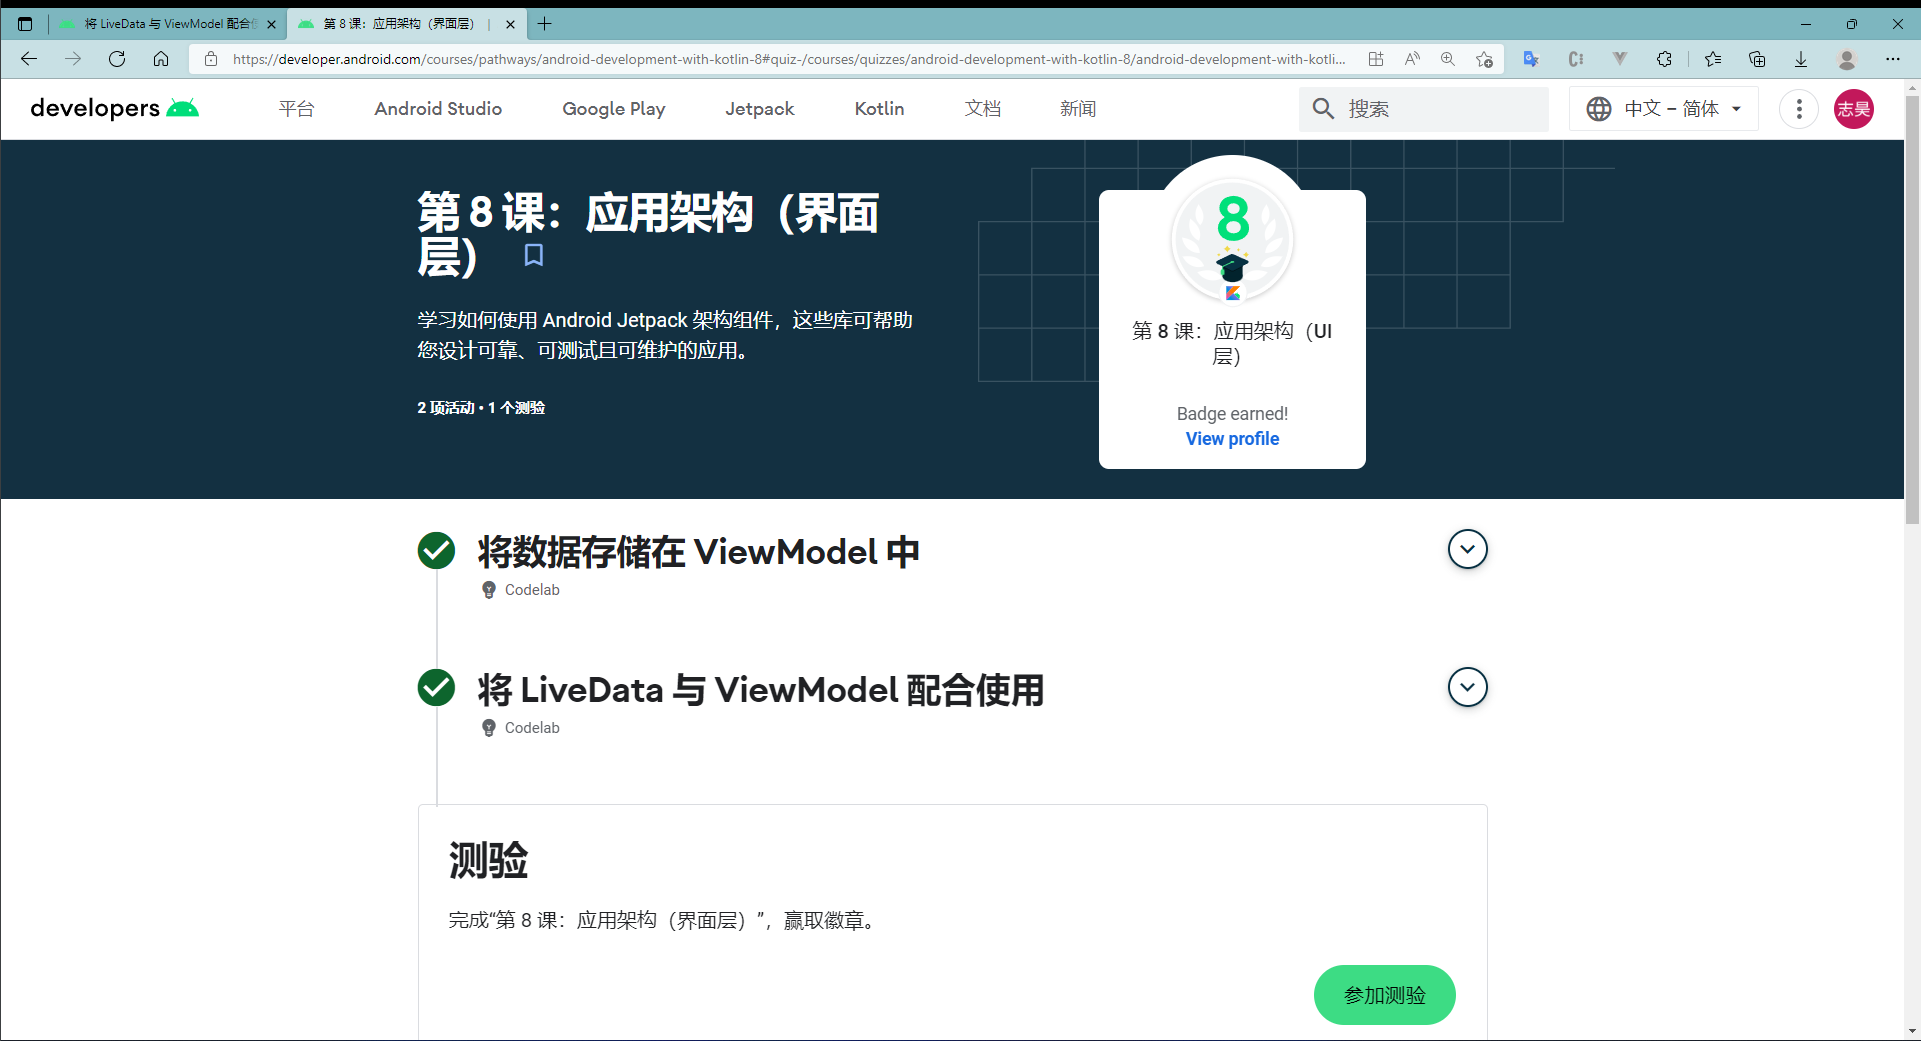 将 LiveData 与 ViewModel 配合使
第 8 课：应用架构（界面层） |
https://developer.android.com/courses/pathways/android-development-with-kotlin-8#quiz-/courses/quizzes/android-development-with-kotlin-8/android-development-with-kotli...
developers
平台
Android Studio
Google Play
Jetpack
Kotlin
文档
新闻
搜索
中文 – 简体
志昊
第 8 课：应用架构（界面
层）
学习如何使用 Android Jetpack 架构组件，这些库可帮助
您设计可靠、可测试且可维护的应用。
2 项活动 • 1 个测验
8
第 8 课：应用架构（UI
层）
Badge earned!
View profile
将数据存储在 ViewModel 中
Codelab
将 LiveData 与 ViewModel 配合使用
Codelab
测验
完成“第 8 课：应用架构（界面层）”，赢取徽章。
参加测验